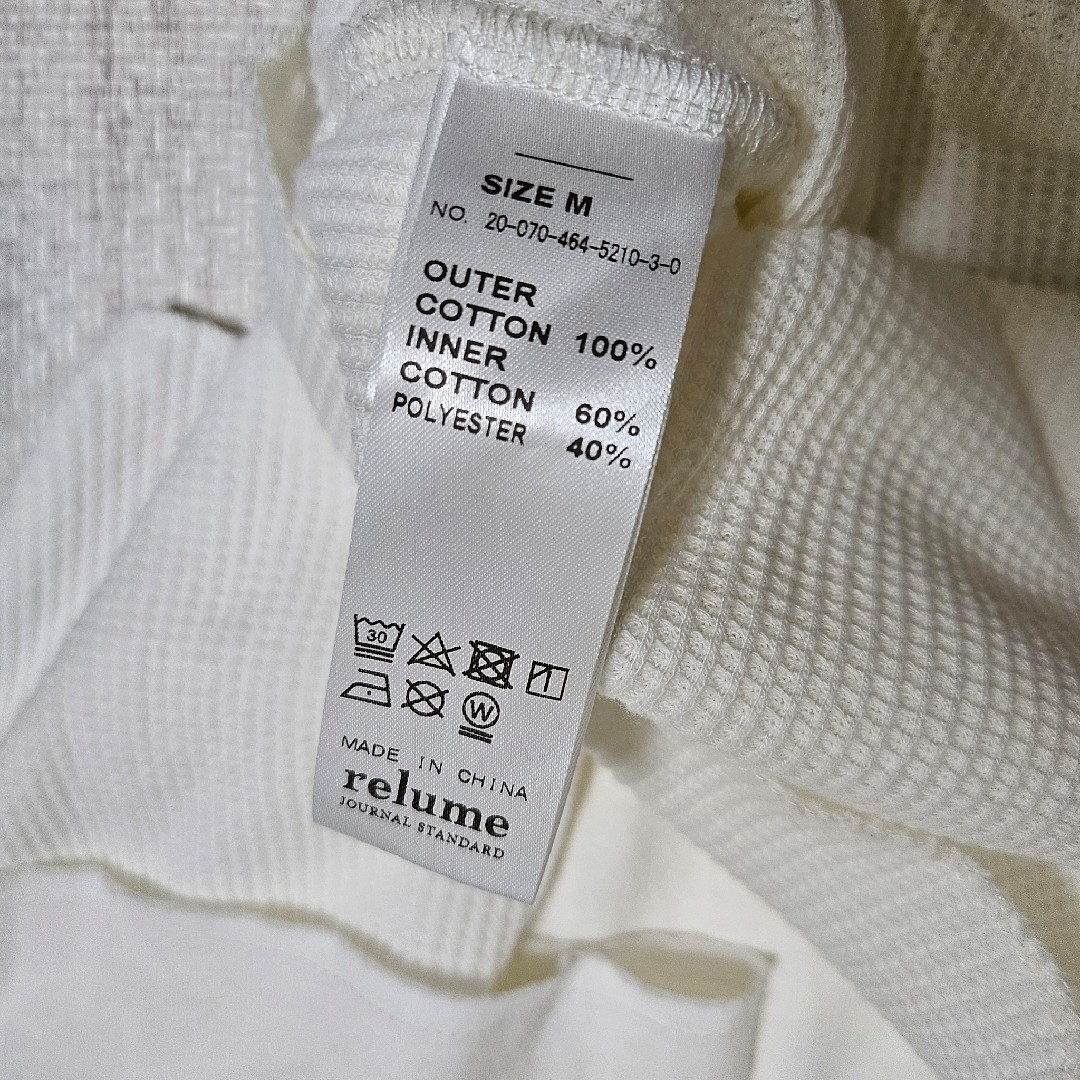 SIZE M
NO. 20-070-464-5210-3-0
OUTER
COTTON 100%
INNER
COTTON 60%
POLYESTER 40%
30
W
MADE IN CHINA
relume
JOURNAL STANDARD